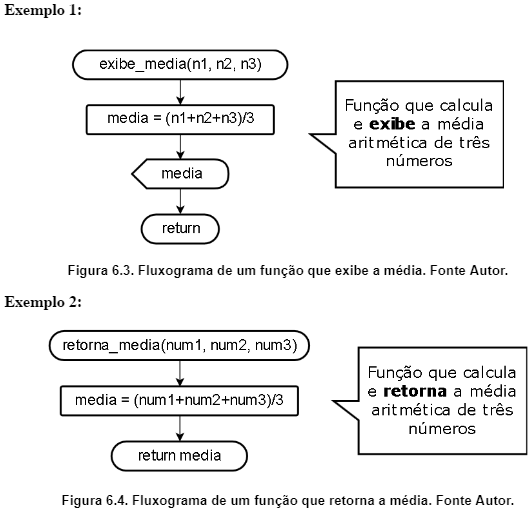 Exemplo 1:
exibe_media(n1, n2, n3)
media = (n1+n2+n3)/3
media
return
Função que calcula
e exibe a média
aritmética de três
números
Figura 6.3. Fluxograma de um função que exibe a média. Fonte Autor.
Exemplo 2:
retorna_media(num1, num2, num3)
media = (num1+num2+num3)/3
return media
Função que calcula
e retorna a média
aritmética de três
números
Figura 6.4. Fluxograma de um função que retorna a média. Fonte Autor.